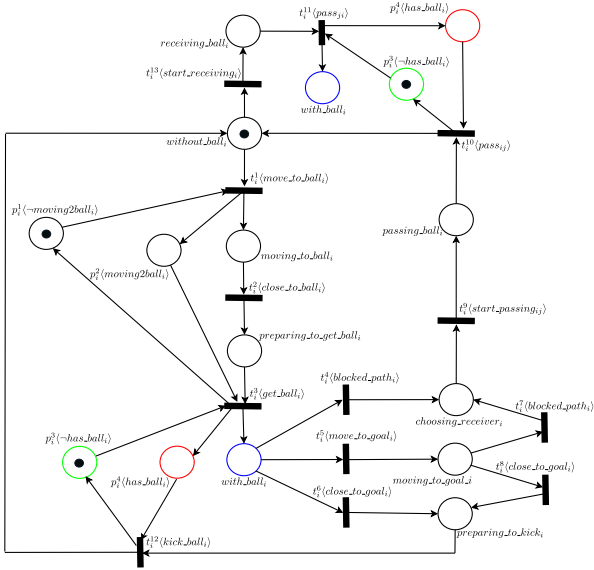 t_i^{11}⟨pass_{ji}⟩
p_i^4⟨has_ball_i⟩
receiving_ball_i
p_i^3⟨¬has_ball_i⟩
t_i^{13}⟨start_receiving_i⟩
with_ball_i
without_ball_i
t_i^{10}⟨pass_{ij}⟩
t_i^1⟨move_to_ball_i⟩
p_i^1⟨¬moving2ball_i⟩
passing_ball_i
moving_to_ball_i
p_i^2⟨moving2ball_i⟩
t_i^2⟨close_to_ball_i⟩
t_i^9⟨start_passing_{ij}⟩
preparing_to_get_ball_i
t_i^4⟨blocked_path_i⟩
t_i^3⟨get_ball_i⟩
t_i^7⟨blocked_path_i⟩
choosing_receiver_i
p_i^3⟨¬has_ball_i⟩
t_i^5⟨move_to_goal_i⟩
t_i^8⟨close_to_goal_i⟩
p_i^4⟨has_ball_i⟩
with_ball_i
moving_to_goal_i
t_i^6⟨close_to_goal_i⟩
preparing_to_kick_i
t_i^{12}⟨kick_ball_i⟩